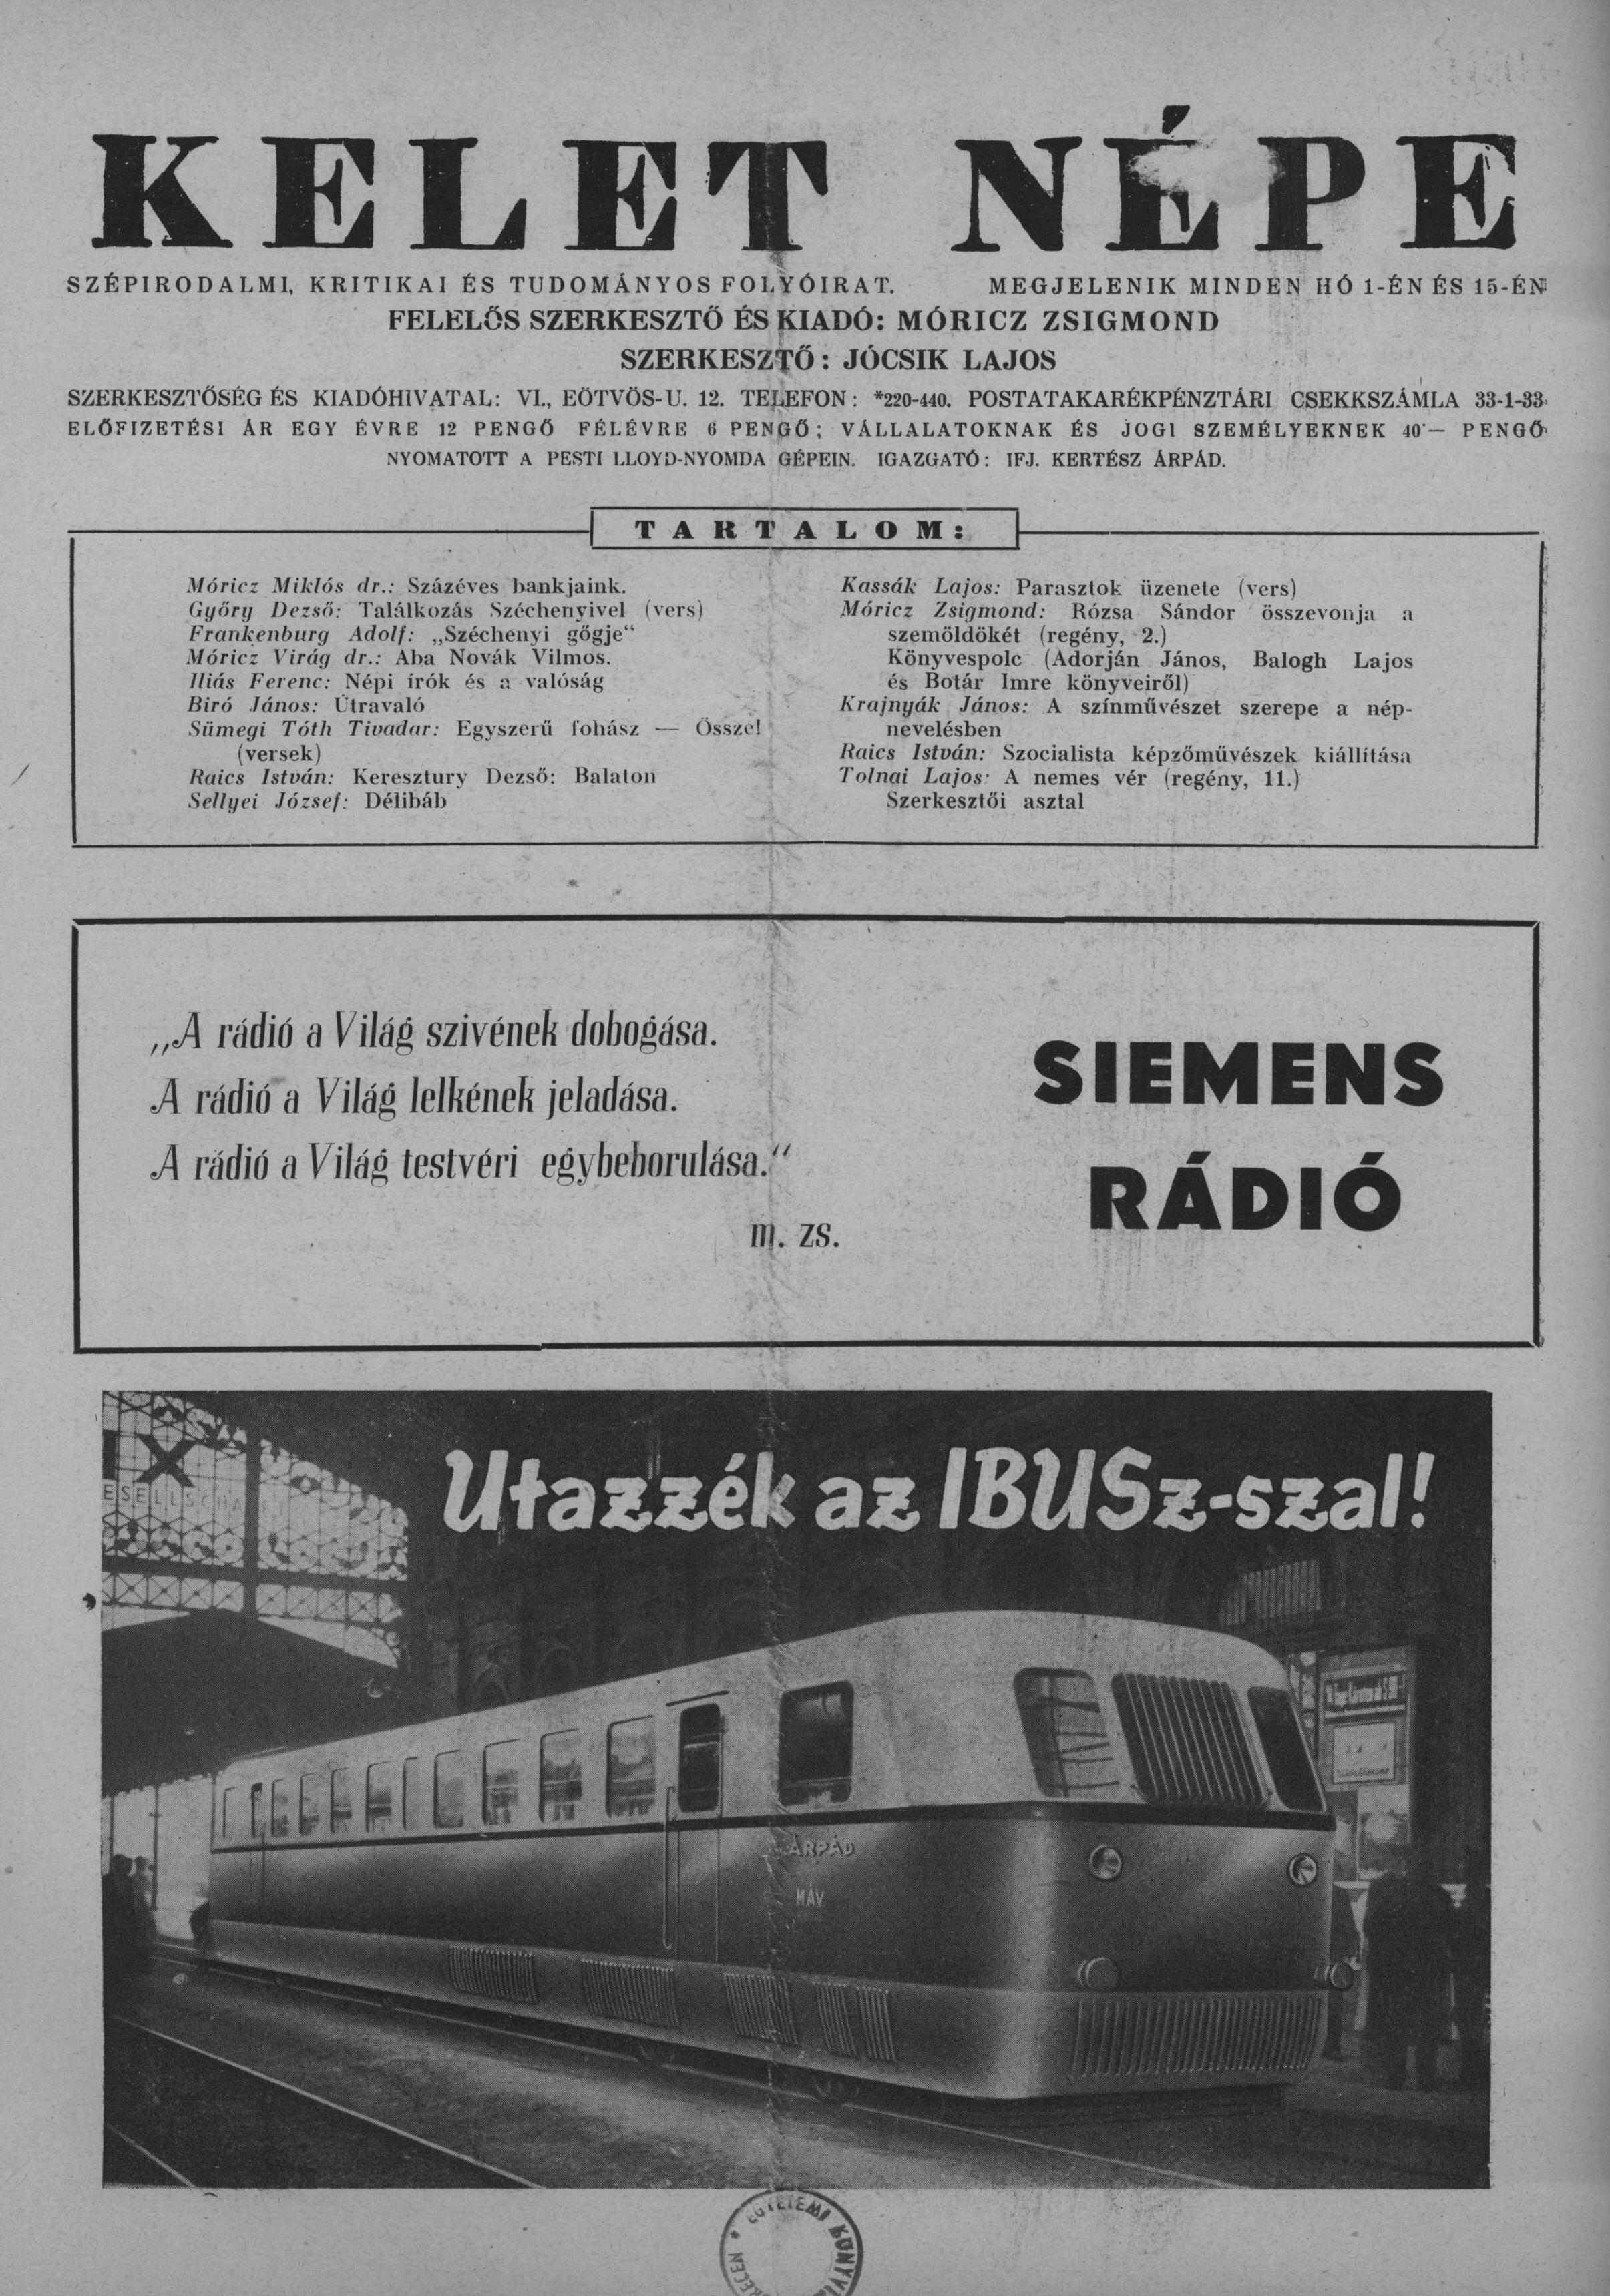 KELET NÉPE
SZÉPIRODALMI, KRITIKAI ÉS TUDOMÁNYOS FOLYÓIRAT. MEGJELENIK MINDEN HÓ 1-ÉN ÉS 15-ÉN
FELELŐS SZERKESZTŐ ÉS KIADÓ: MÓRICZ ZSIGMOND
SZERKESZTŐ: JÓCSIK LAJOS
SZERKESZTŐSÉG ÉS KIADÓHIVATAL: VI., EÖTVÖS-U. 12. TELEFON: *220-440. POSTATAKARÉKPÉNZTÁRI CSEKKSZÁMLA 33-1-33
ELŐFIZETÉSI ÁR EGY ÉVRE 12 PENGŐ FÉLÉVRE 6 PENGŐ; VÁLLALATOKNAK ÉS JOGI SZEMÉLYEKNEK 40·— PENGŐ
NYOMATOTT A PESTI LLOYD-NYOMDA GÉPEIN. IGAZGATÓ: IFJ. KERTÉSZ ÁRPÁD.
TARTALOM:
Móricz Miklós dr.: Százéves bankjaink.
Győry Dezső: Találkozás Széchenyivel (vers)
Frankenburg Adolf: „Széchenyi gőgje“
Móricz Virág dr.: Aba Novák Vilmos.
Iliás Ferenc: Népi írók és a valóság
Biró János: Útravaló
Sümegi Tóth Tivadar: Egyszerű fohász — Ősszel
(versek)
Raics István: Keresztury Dezső: Balaton
Sellyei József: Délibáb
Kassák Lajos: Parasztok üzenete (vers)
Móricz Zsigmond: Rózsa Sándor összevonja a
szemöldökét (regény, 2.)
Könyvespolc (Adorján János, Balogh Lajos
és Botár Imre könyveiről)
Krajnyák János: A színművészet szerepe a nép-
nevelésben
Raics István: Szocialista képzőművészek kiállítása
Tolnai Lajos: A nemes vér (regény, 11.)
Szerkesztői asztal
„A rádió a Világ szivének dobogása.
A rádió a Világ lelkének jeladása.
A rádió a Világ testvéri egybeborulása.“
m. zs.
SIEMENS
RÁDIÓ
Utazzék az IBUSz-szal!
IX
ESELLSCHA
ÁRPÁD
MÁV
EGYETEMI